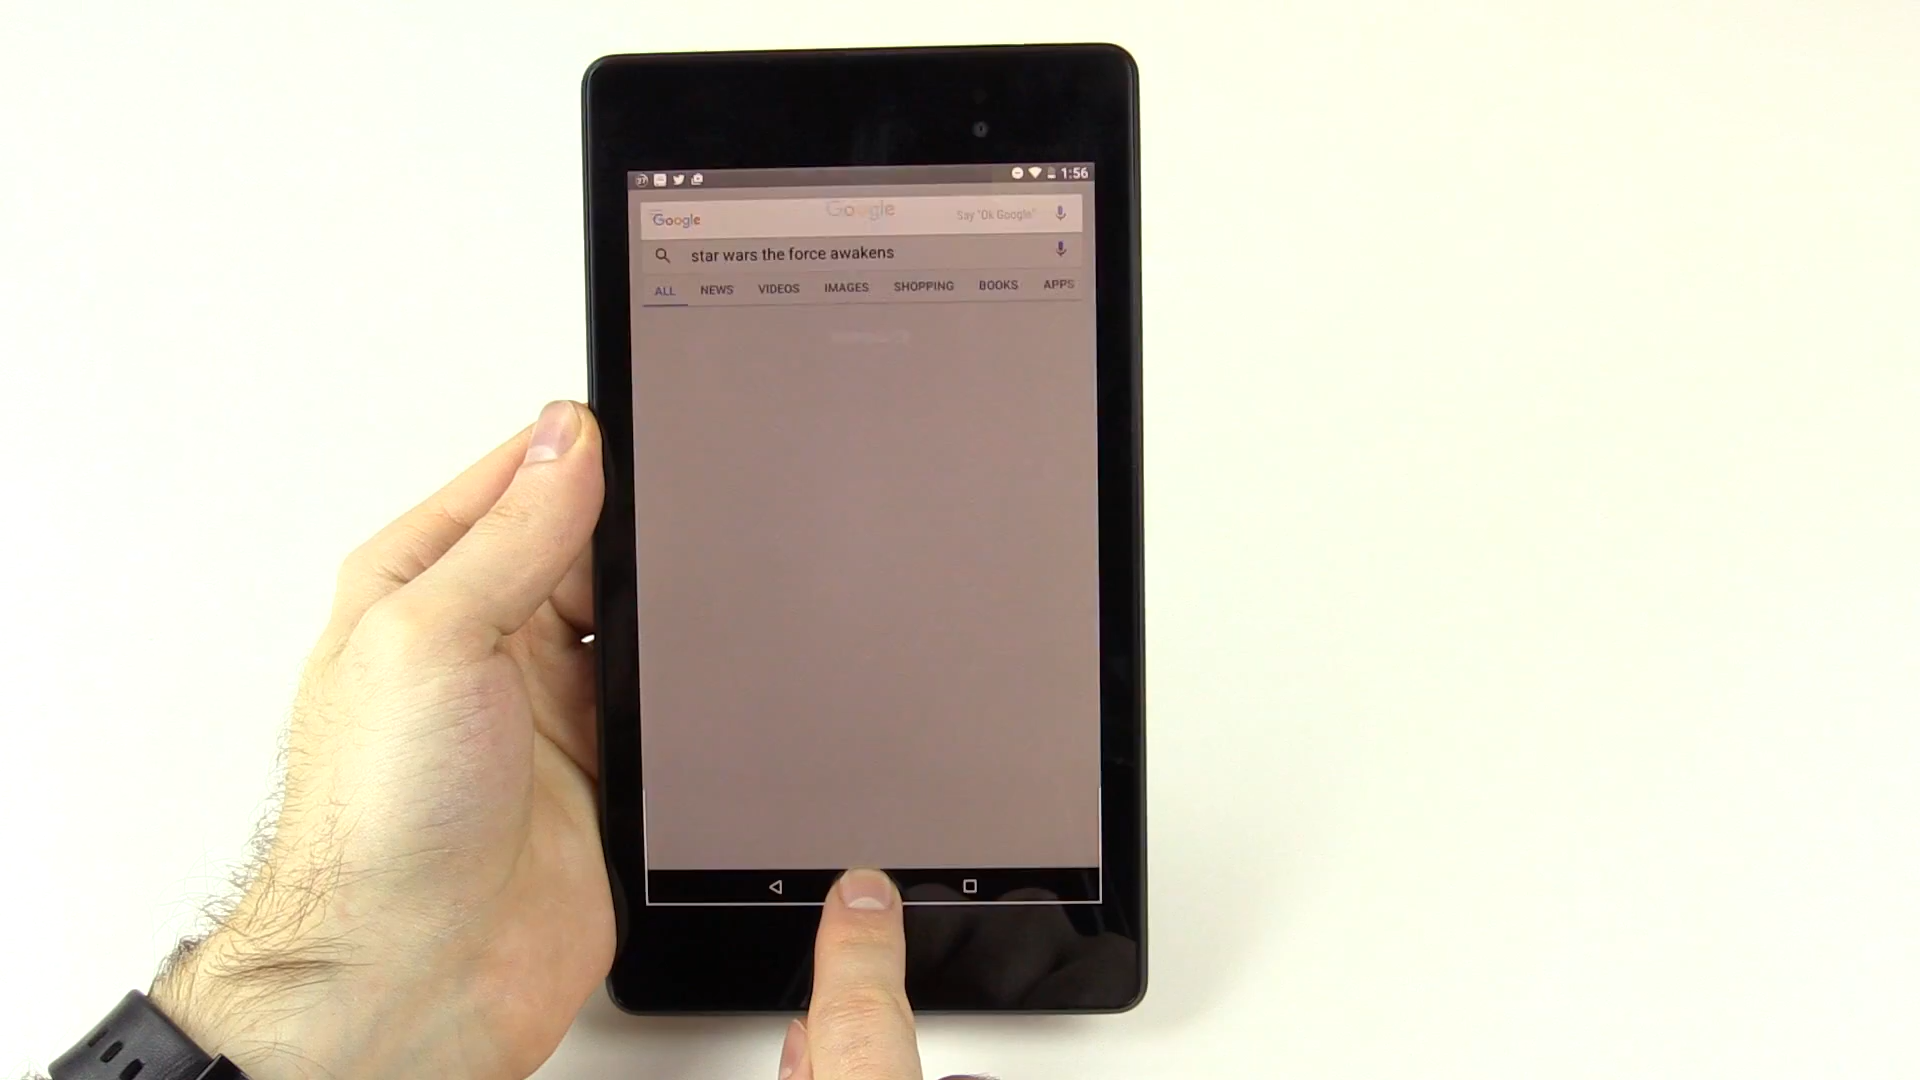 1:56
Google Google Say "Ok Google"
star wars the force awakens
ALL NEWS VIDEOS IMAGES SHOPPING BOOKS APPS